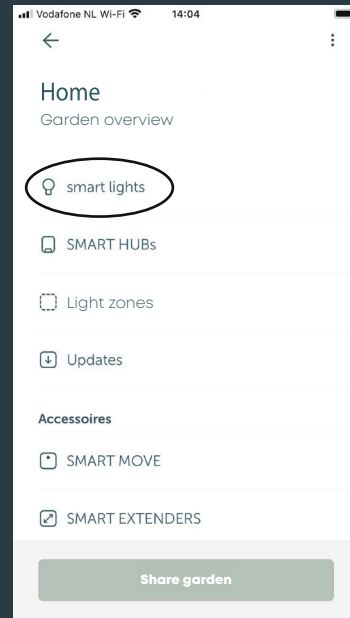 Vodafone NL Wi-Fi 14:04
Home
Garden overview
smart lights
SMART HUBs
Light zones
Updates
Accessoires
SMART MOVE
SMART EXTENDERS
Share garden